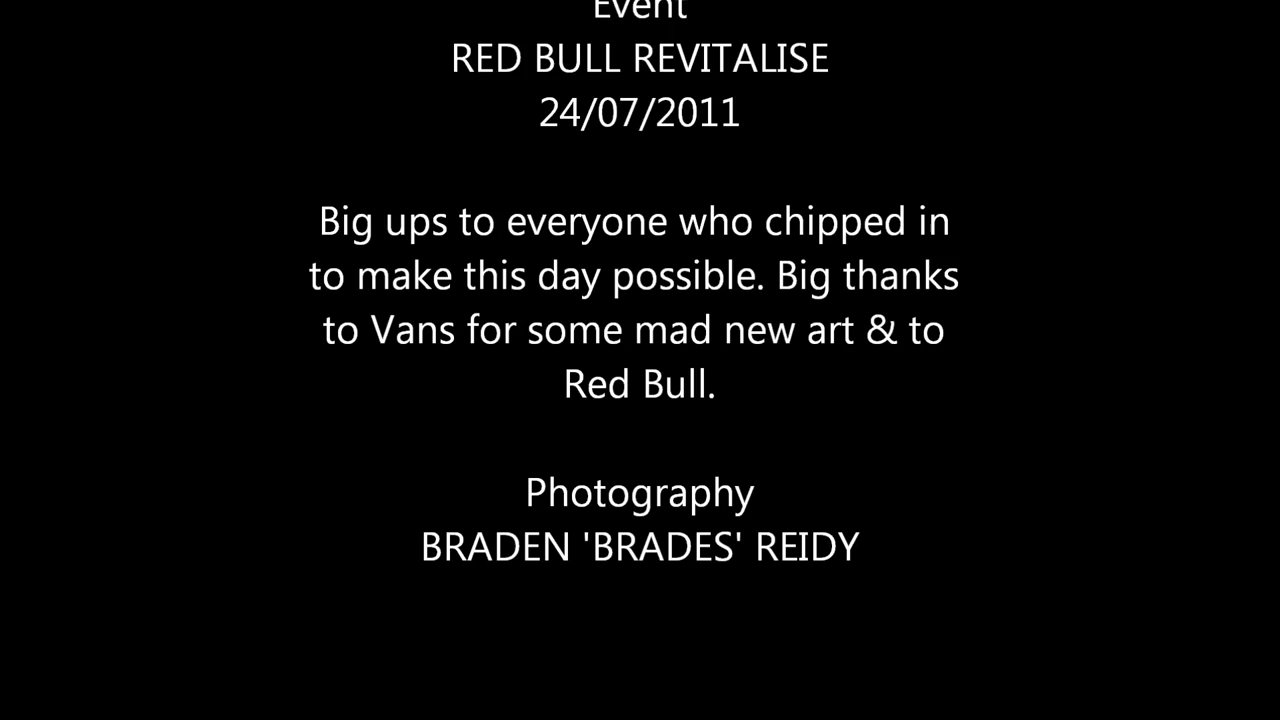 Event
RED BULL REVITALISE
24/07/2011
Big ups to everyone who chipped in
to make this day possible. Big thanks
to Vans for some mad new art & to
Red Bull.
Photography
BRADEN 'BRADES' REIDY